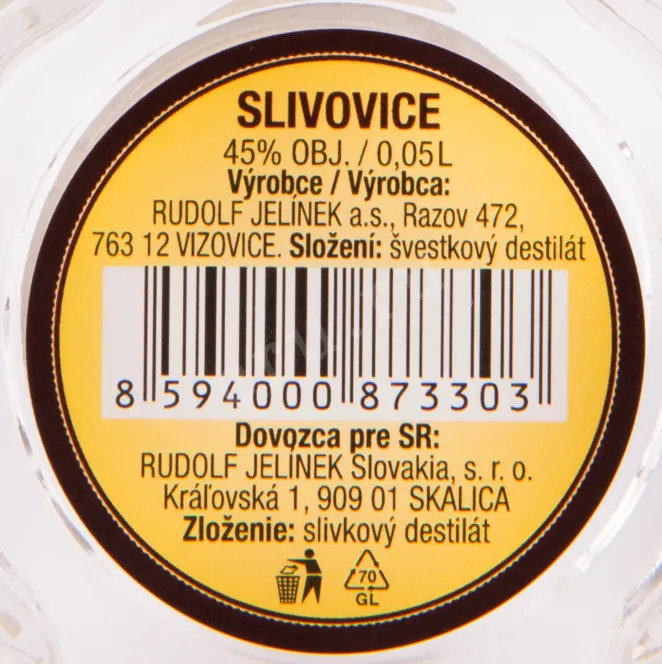 SLIVOVICE
45% OBJ. / 0,05L
Výrobce / Výrobca:
RUDOLF JELÍNEK a.s., Razov 472,
763 12 VIZOVICE. Složení: švestkový destilát
8 594000 873303
Dovozca pre SR:
RUDOLF JELÍNEK Slovakia, s. r. o.
Kráľovská 1, 909 01 SKALICA
Zloženie: slivkový destilát
70
GL